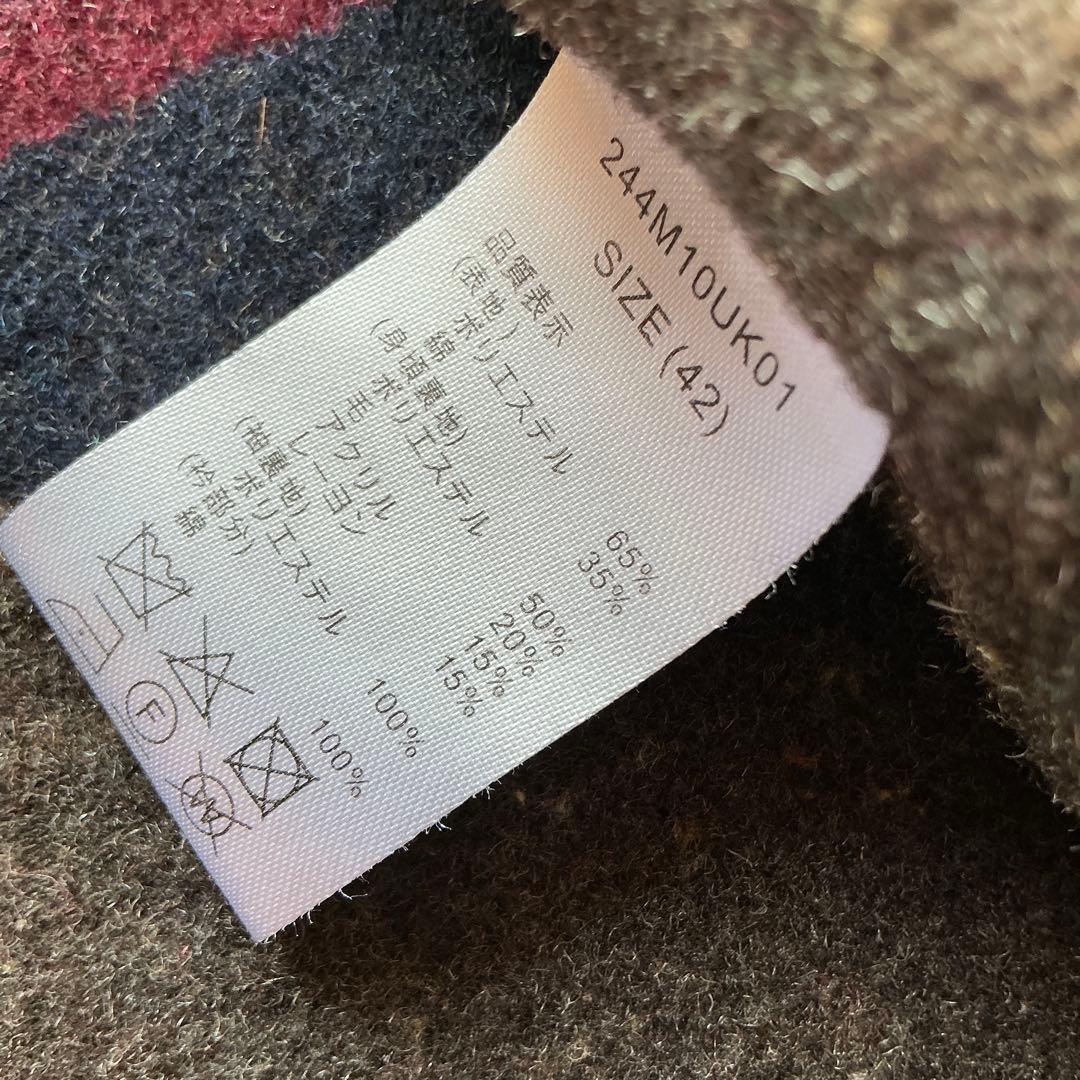 244M10UK01
SIZE (42)
品質表示
(表地)
ポリエステル 65%
綿 35%
(身頃裏地)
ポリエステル 50%
毛 20%
アクリル 15%
レーヨン 15%
(袖裏地)
ポリエステル 100%
(衿部分)
綿 100%
F
W